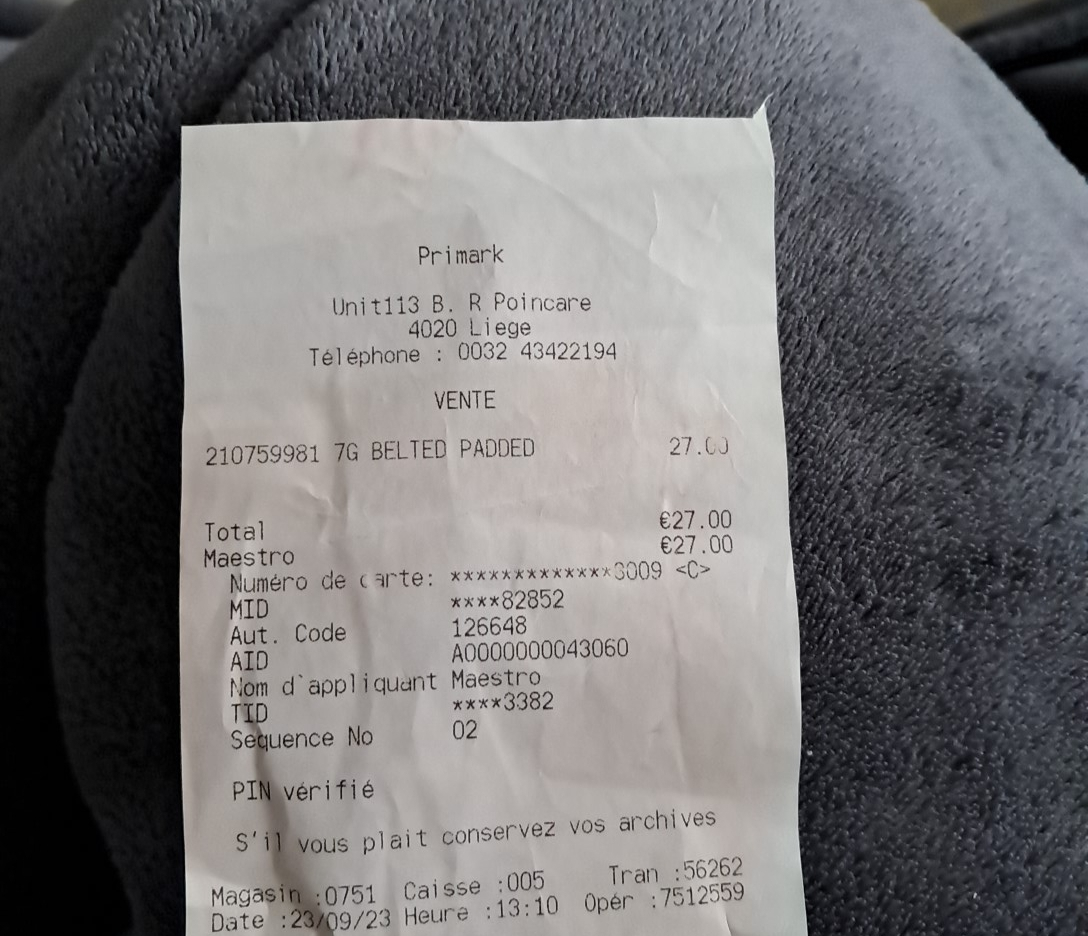 Primark
Unit113 B. R Poincare
4020 Liege
Téléphone : 0032 43422194
VENTE
210759981 7G BELTED PADDED 27.00
Total €27.00
Maestro €27.00
Numéro de carte: *************3009 <C>
MID ****82852
Aut. Code 126648
AID A0000000043060
Nom d`appliquant Maestro
TID ****3382
Sequence No 02
PIN vérifié
S'il vous plait conservez vos archives
Magasin :0751 Caisse :005 Tran :56262
Date :23/09/23 Heure :13:10 Opér :7512559